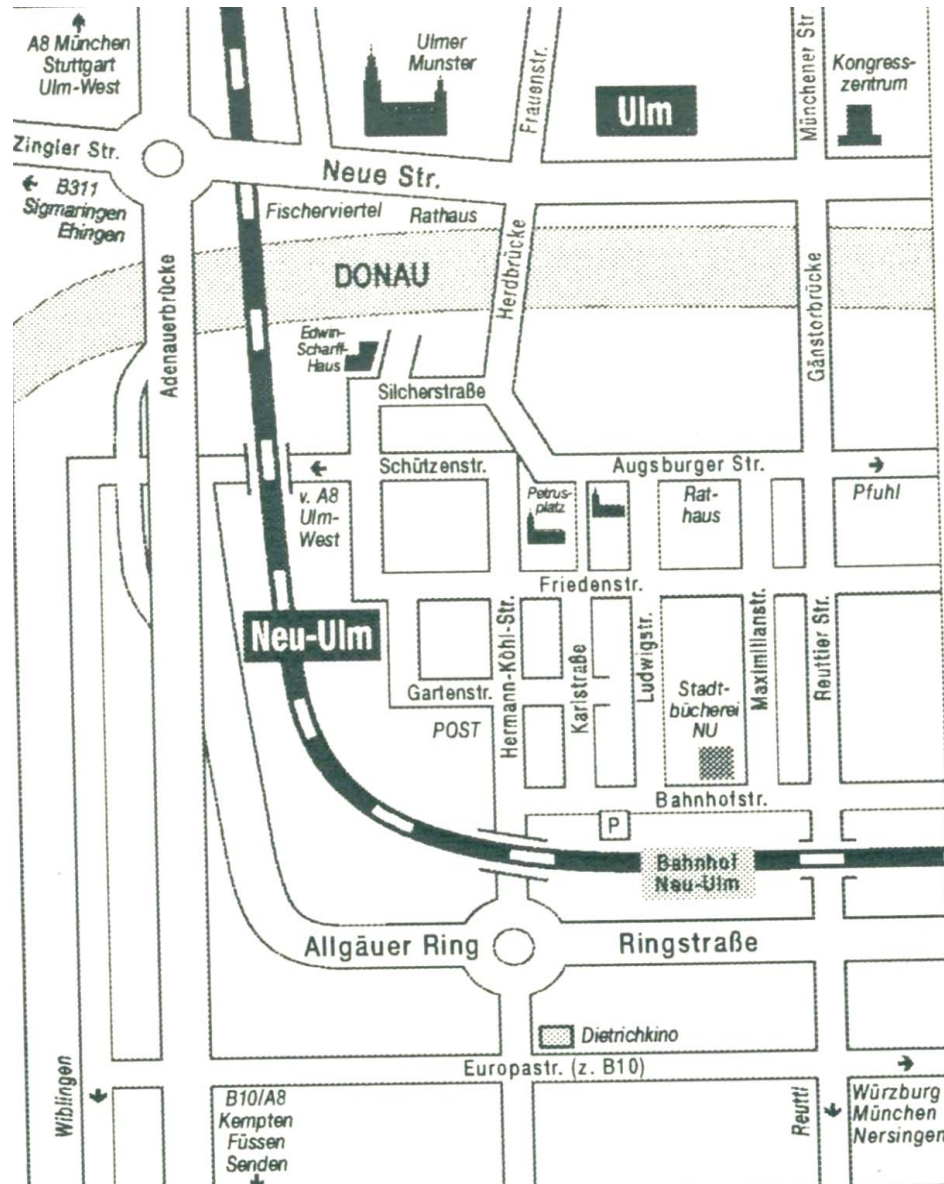 A8 München
Stuttgart
Ulm-West
Ulmer
Munster
Frauenstr.
Ulm
Münchener Str
Kongress-
zentrum
Zingler Str.
Neue Str.
B311
Sigmaringen
Ehingen
Fischerviertel
Rathaus
DONAU
Adenauerbrücke
Herdbrücke
Gänstorbrücke
Edwin-
Scharff-
Haus
Silcherstraße
Schützenstr.
Augsburger Str.
v. A8
Ulm-
West
Petrus-
platz
Rat-
haus
Pfuhl
Friedenstr.
Neu-Ulm
Hermann-Köhl-Str.
Karlstraße
Ludwigstr.
Maximilianstr.
Reuttier Str.
Gartenstr.
POST
Stadt-
bücherei
NU
Bahnhofstr.
P
Bahnhof
Neu-Ulm
Allgäuer Ring
Ringstraße
Dietrichkino
Europastr. (z. B10)
Wiblingen
B10/A8
Kempten
Füssen
Senden
Reutti
Würzburg
München
Nersingen